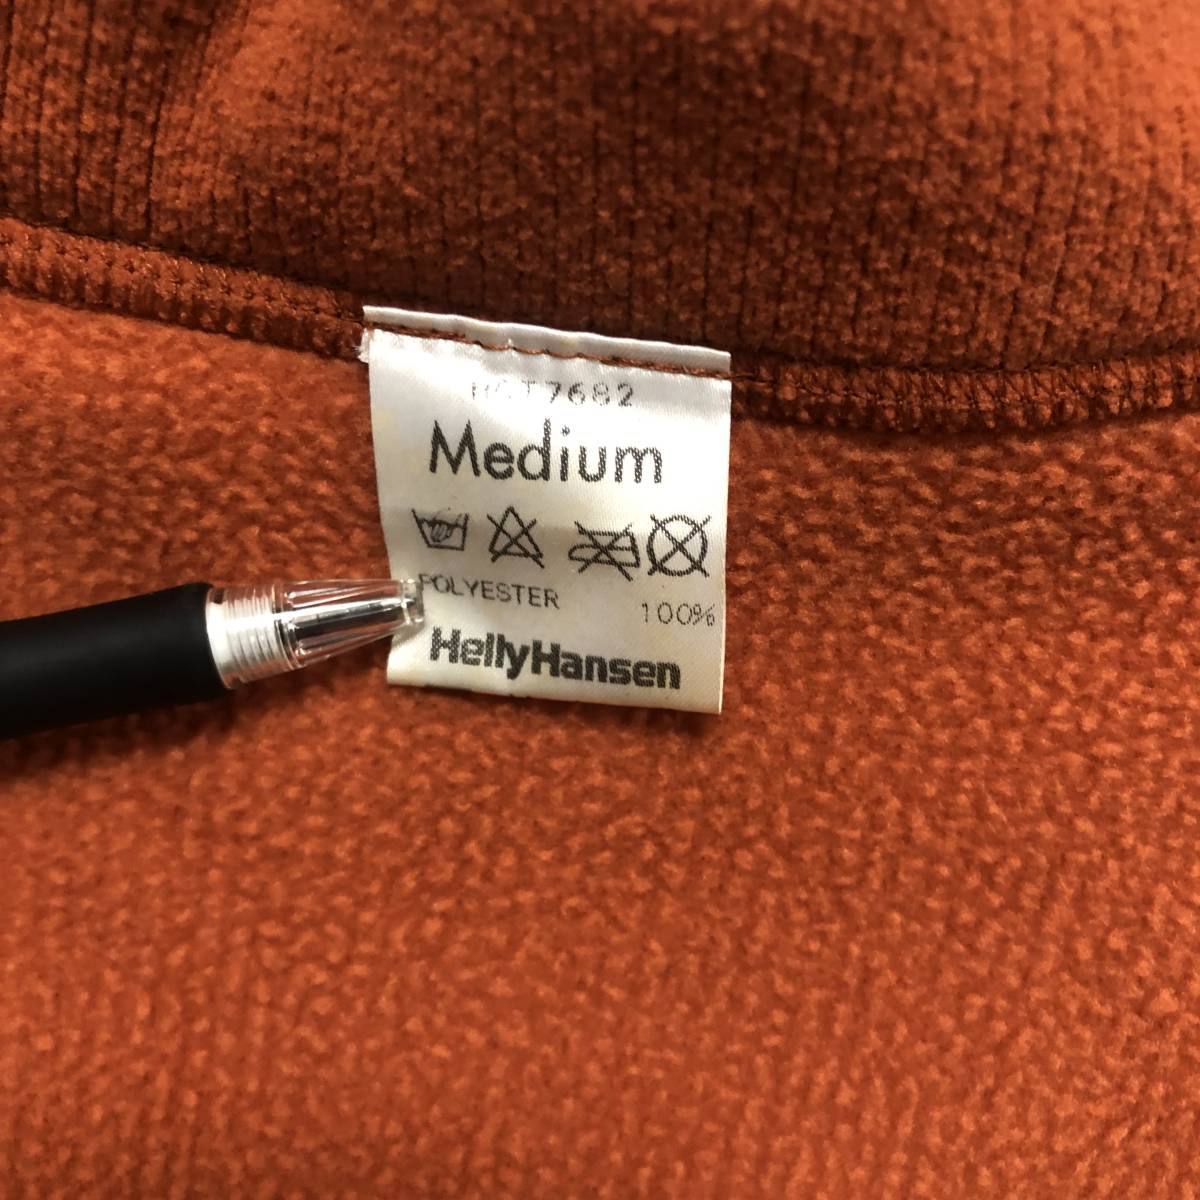 Medium
POLYESTER 100%
HellyHansen